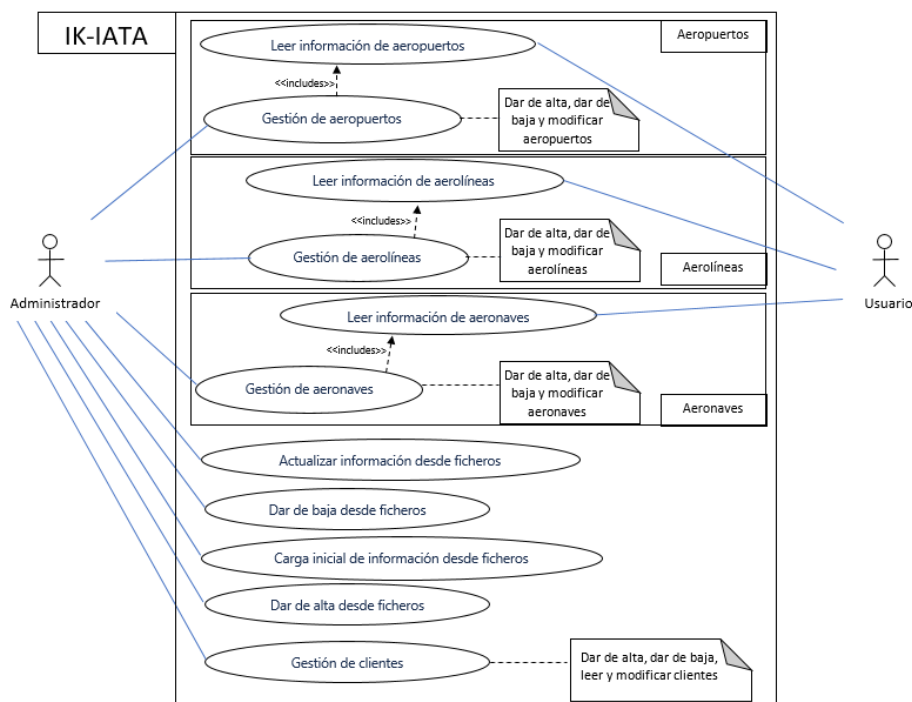 IK-IATA
Leer información de aeropuertos
Aeropuertos
<<includes>>
Gestión de aeropuertos
Dar de alta, dar de
baja y modificar
aeropuertos
Leer información de aerolíneas
<<includes>>
Gestión de aerolíneas
Dar de alta, dar de
baja y modificar
aerolíneas
Aerolíneas
Administrador
Usuario
Leer información de aeronaves
<<includes>>
Gestión de aeronaves
Dar de alta, dar de
baja y modificar
aeronaves
Aeronaves
Actualizar información desde ficheros
Dar de baja desde ficheros
Carga inicial de información desde ficheros
Dar de alta desde ficheros
Gestión de clientes
Dar de alta, dar de baja,
leer y modificar clientes